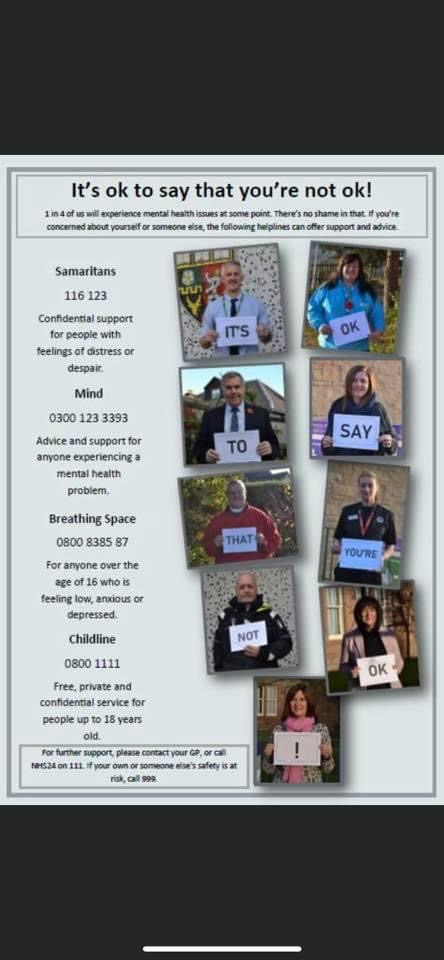 It's ok to say that you're not ok!
1 in 4 of us will experience mental health issues at some point. There's no shame in that. If you're
concerned about yourself or someone else, the following helplines can offer support and advice.
Samaritans
116 123
Confidential support
for people with
feelings of distress or
despair.
Mind
0300 123 3393
Advice and support for
anyone experiencing a
mental health
problem.
Breathing Space
0800 8385 87
For anyone over the
age of 16 who is
feeling low, anxious or
depressed.
Childline
0800 1111
Free, private and
confidential service for
people up to 18 years
old.
For further support, please contact your GP, or call
NHS24 on 111. If your own or someone else's safety is at
risk, call 999.
IT'S
OK
TO
SAY
THAT
YOU'RE
NOT
OK
!